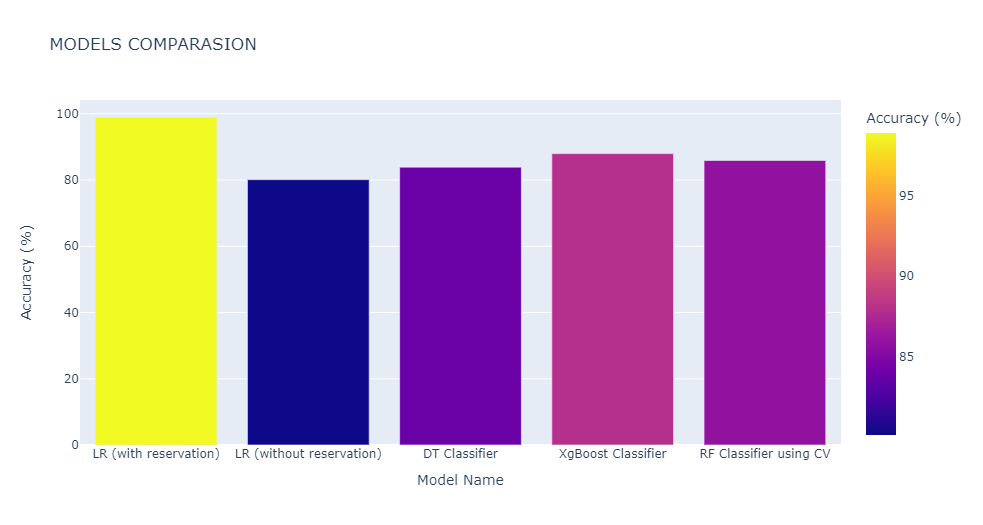 MODELS COMPARASION
Accuracy (%)
100
80
60
40
20
0
Accuracy (%)
LR (with reservation)
LR (without reservation)
DT Classifier
XgBoost Classifier
RF Classifier using CV
Model Name
95
90
85